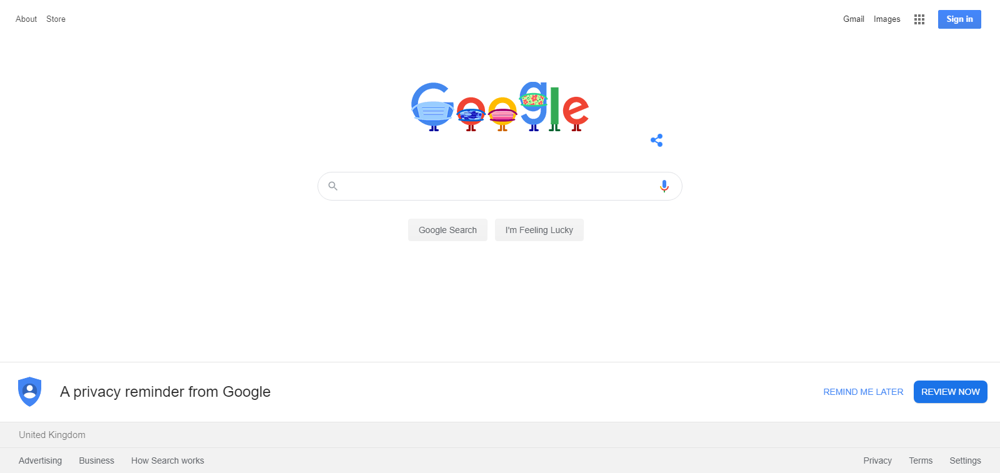 About Store
Gmail Images Sign in
Google
Google Search I'm Feeling Lucky
A privacy reminder from Google
REMIND ME LATER REVIEW NOW
United Kingdom
Advertising Business How Search works
Privacy Terms Settings